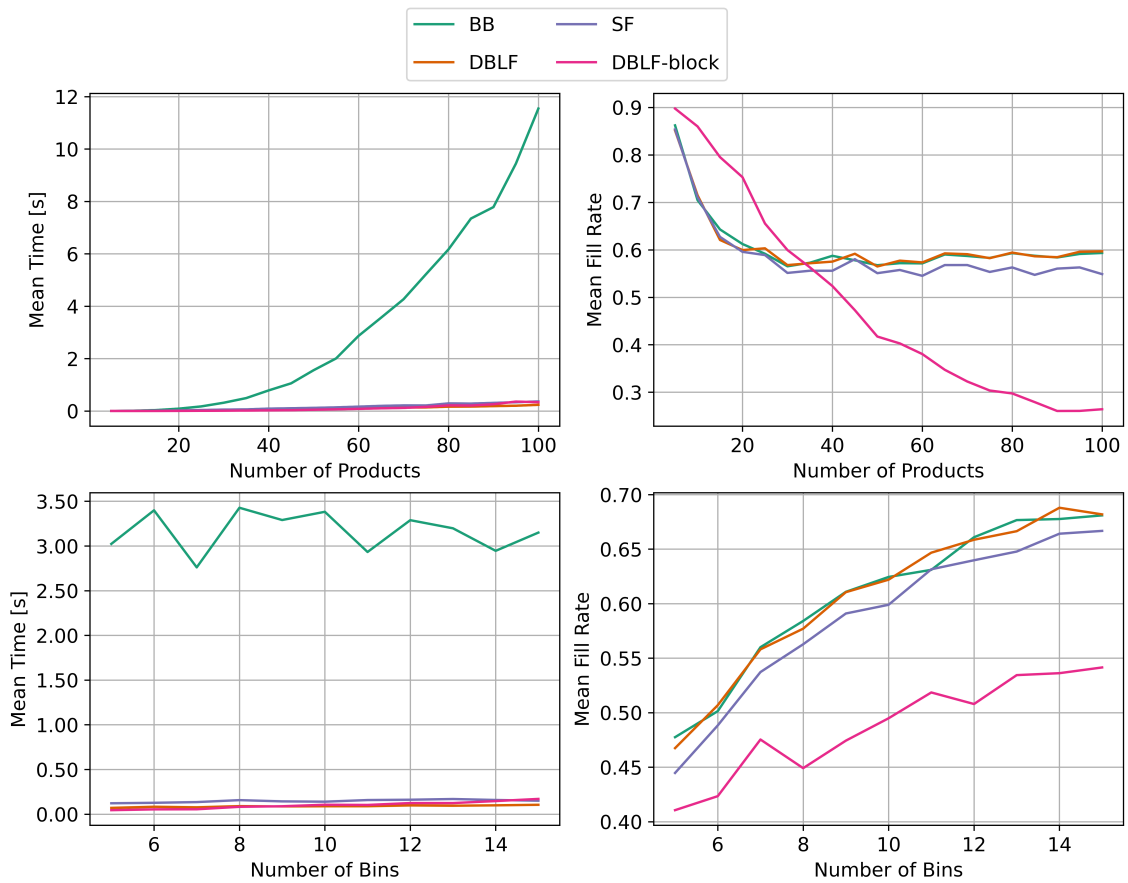 BB
SF
DBLF
DBLF-block
12
10
8
6
4
2
0
Mean Time [s]
20 40 60 80 100
Number of Products
0.9
0.8
0.7
0.6
0.5
0.4
0.3
Mean Fill Rate
20 40 60 80 100
Number of Products
3.50
3.00
2.50
2.00
1.50
1.00
0.50
0.00
Mean Time [s]
6 8 10 12 14
Number of Bins
0.70
0.65
0.60
0.55
0.50
0.45
0.40
Mean Fill Rate
6 8 10 12 14
Number of Bins